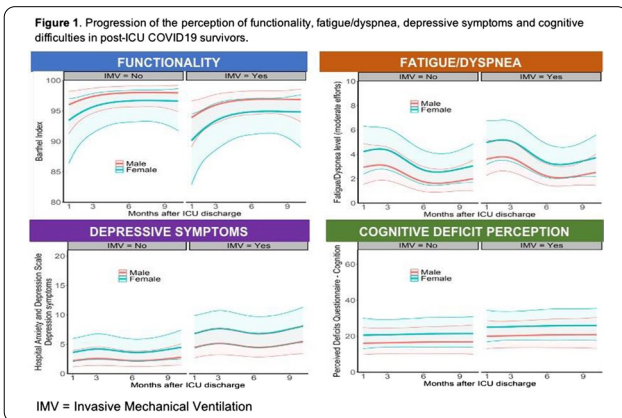 Figure 1. Progression of the perception of functionality, fatigue/dyspnea, depressive symptoms and cognitive
difficulties in post-ICU COVID19 survivors.
FUNCTIONALITY
IMV = No
IMV = Yes
Barthel Index
100
95
90
85
80
Male
Female
1
3
6
9
1
3
6
9
Months after ICU discharge
FATIGUE/DYSPNEA
IMV = No
IMV = Yes
Fatigue/Dyspnea level (moderate efforts)
10
8
6
4
2
0
Male
Female
1
3
6
9
1
3
6
9
Months after ICU discharge
DEPRESSIVE SYMPTOMS
IMV = No
IMV = Yes
Hospital Anxiety and Depression Scale
Depression symptoms
20
15
10
5
0
Male
Female
1
3
6
9
1
3
6
9
Months after ICU discharge
COGNITIVE DEFICIT PERCEPTION
IMV = No
IMV = Yes
Perceived Deficits Questionnaire - Cognition
60
40
20
0
Male
Female
1
3
6
9
1
3
6
9
Months after ICU discharge
IMV = Invasive Mechanical Ventilation